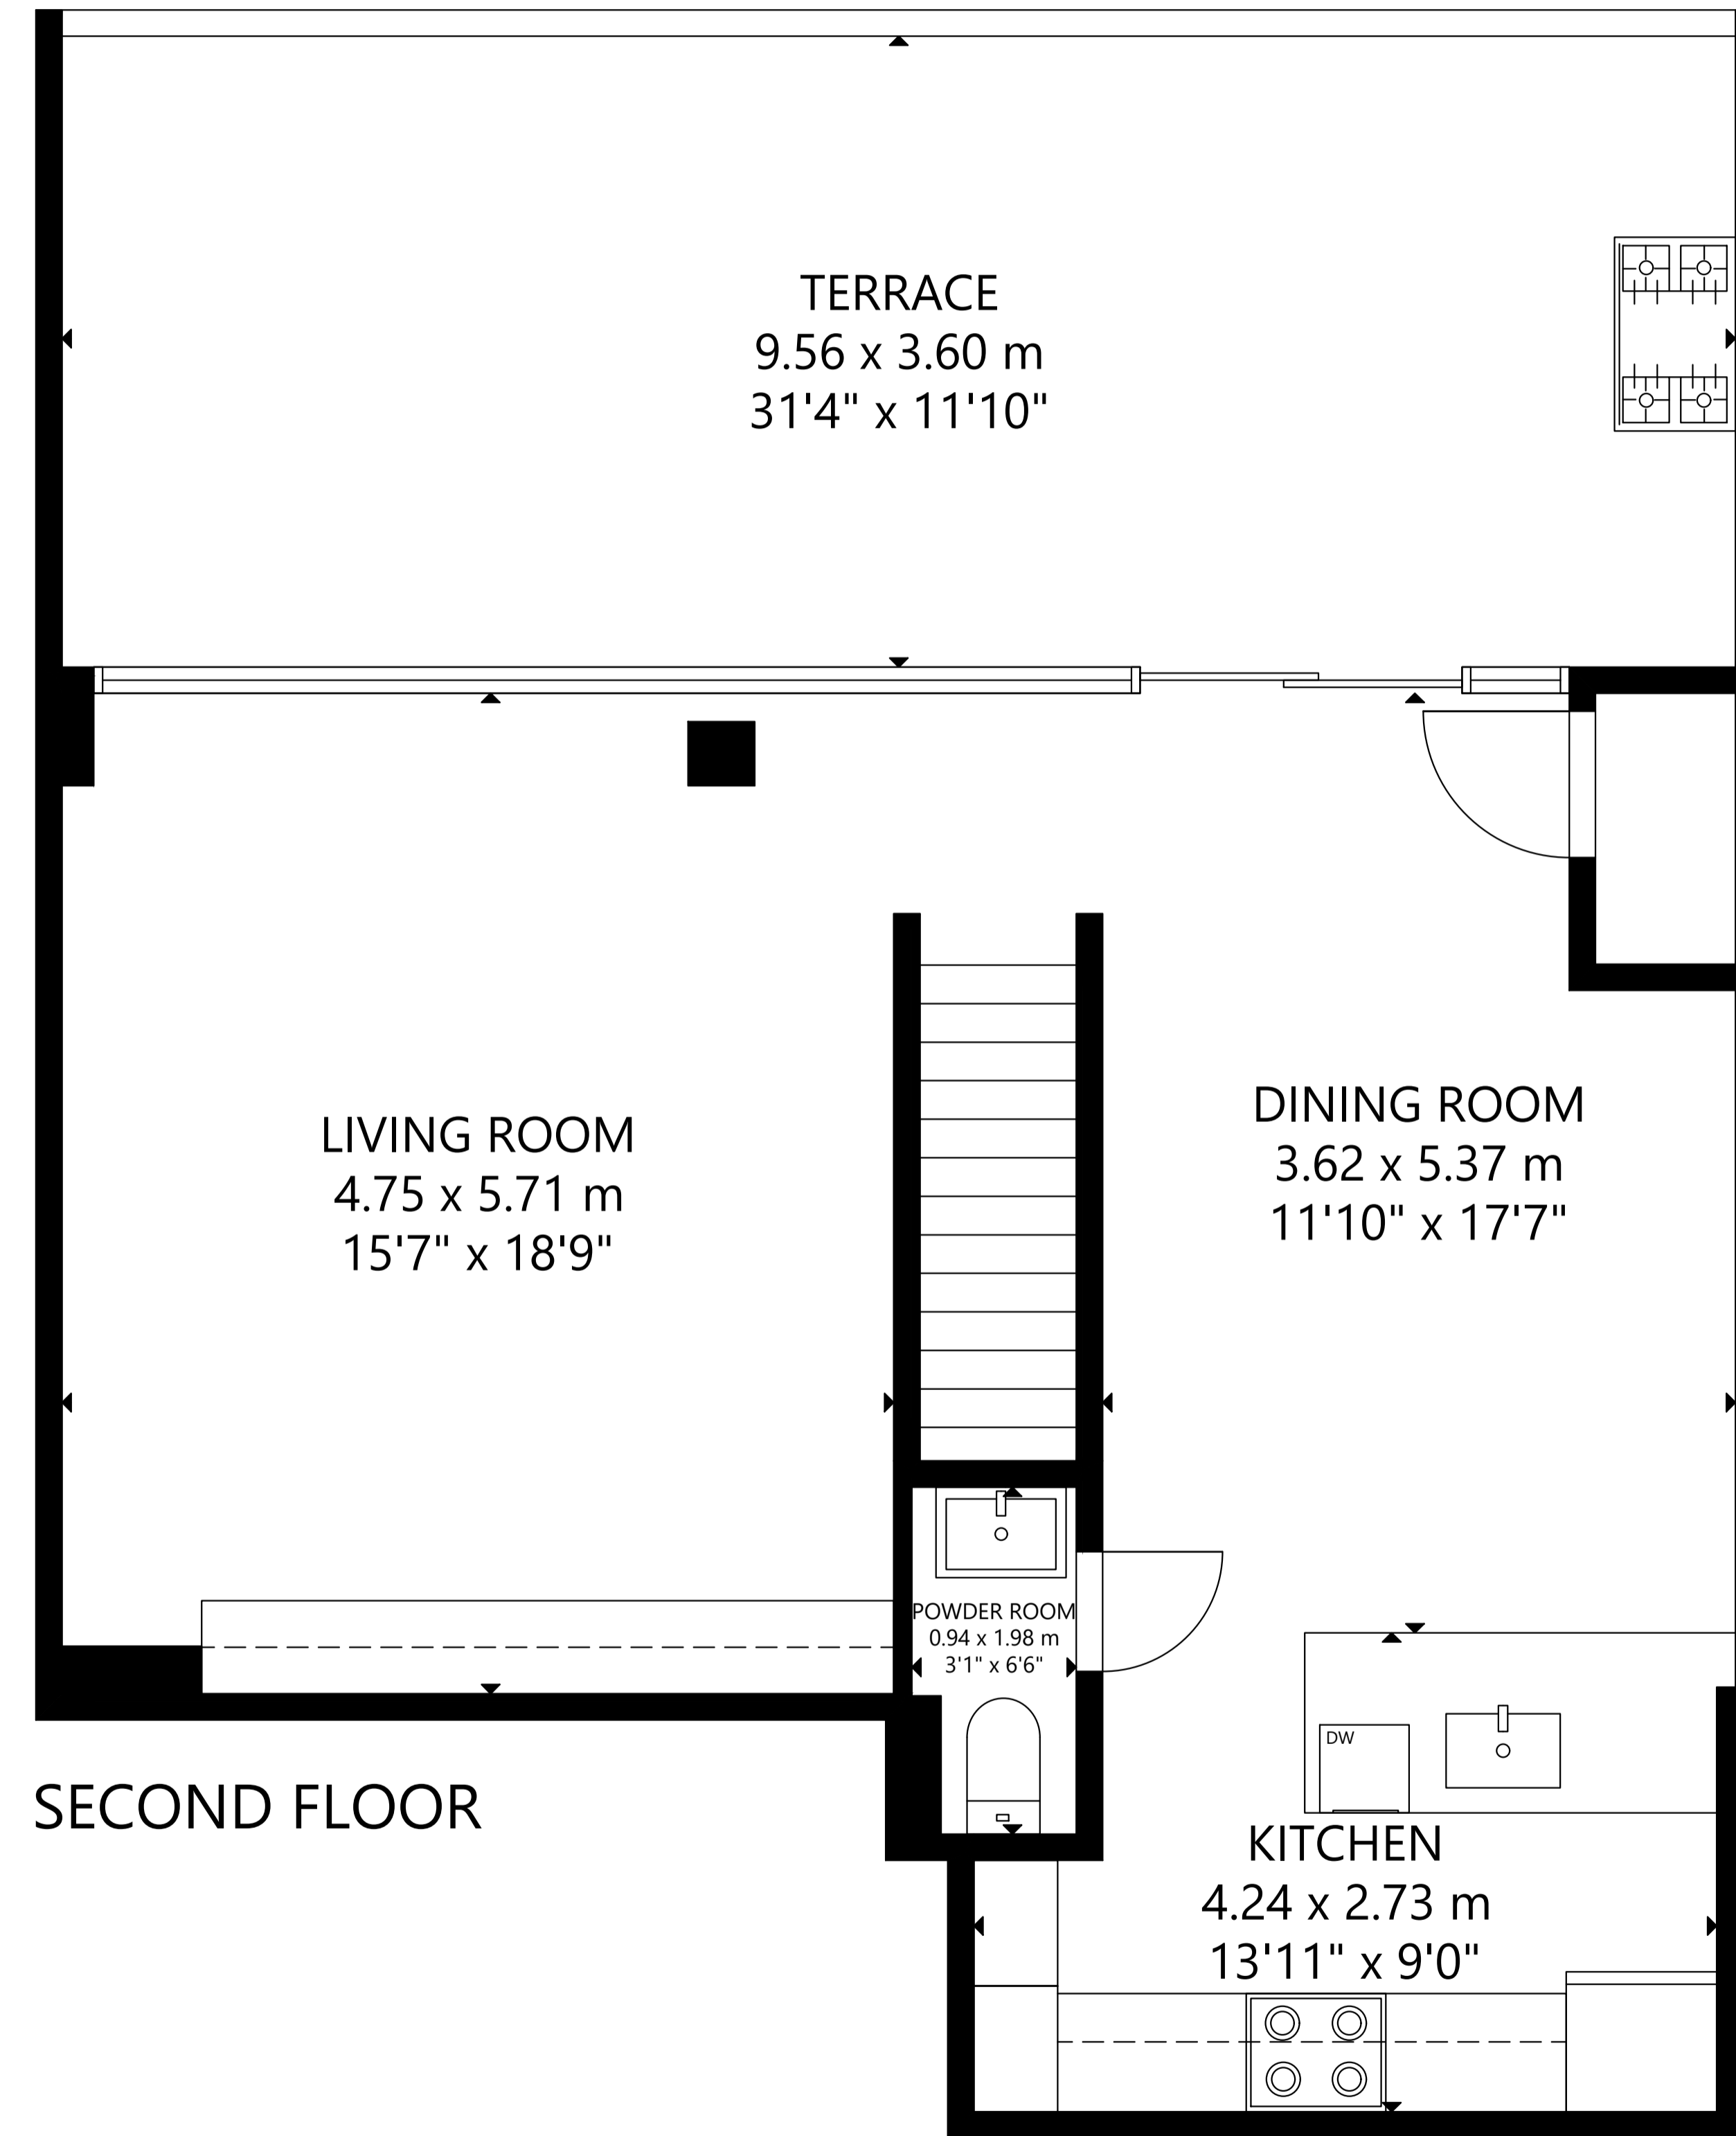 TERRACE
9.56 x 3.60 m
31'4" x 11'10"
LIVING ROOM
4.75 x 5.71 m
15'7" x 18'9"
DINING ROOM
3.62 x 5.37 m
11'10" x 17'7"
POWDER ROOM
0.94 x 1.98 m
3'1" x 6'6"
DW
SECOND FLOOR
KITCHEN
4.24 x 2.73 m
13'11" x 9'0"